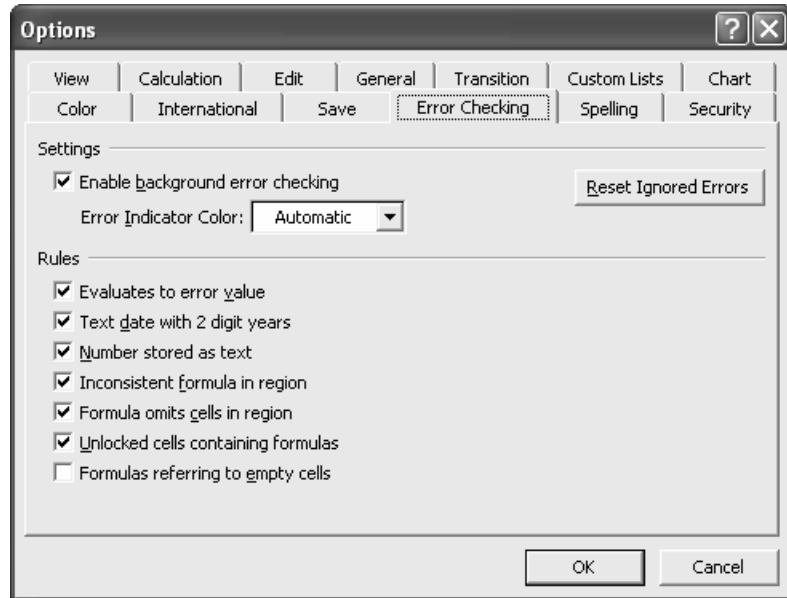 Options
View Calculation Edit General Transition Custom Lists Chart
Color International Save Error Checking Spelling Security
Settings
Enable background error checking
Reset Ignored Errors
Error Indicator Color: Automatic
Rules
Evaluates to error value
Text date with 2 digit years
Number stored as text
Inconsistent formula in region
Formula omits cells in region
Unlocked cells containing formulas
Formulas referring to empty cells
OK Cancel